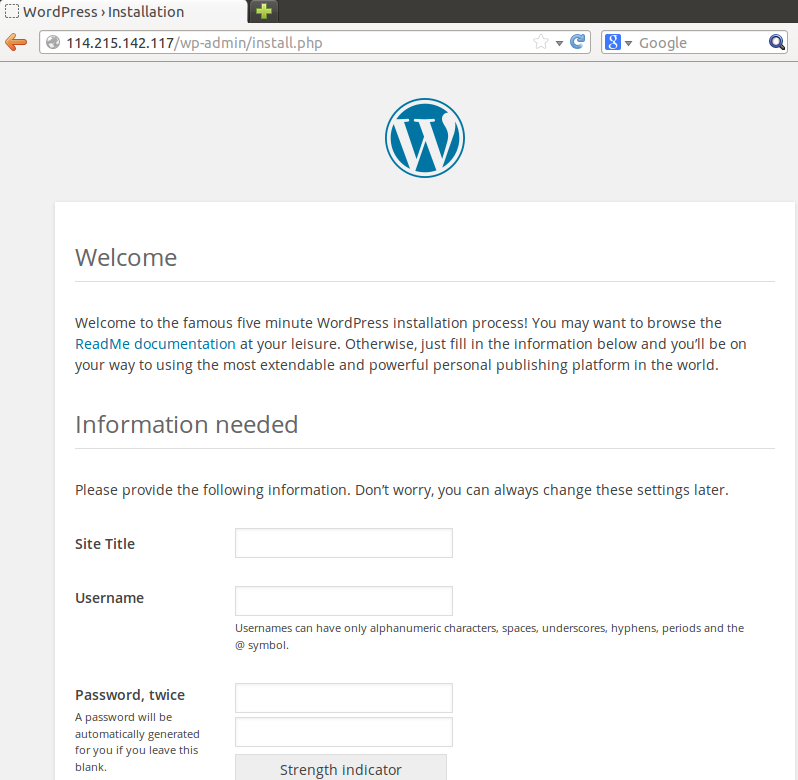 WordPress › Installation
114.215.142.117/wp-admin/install.php
Google
Welcome
Welcome to the famous five minute WordPress installation process! You may want to browse the
ReadMe documentation at your leisure. Otherwise, just fill in the information below and you’ll be on
your way to using the most extendable and powerful personal publishing platform in the world.
Information needed
Please provide the following information. Don’t worry, you can always change these settings later.
Site Title
Username
Usernames can have only alphanumeric characters, spaces, underscores, hyphens, periods and the
@ symbol.
Password, twice
A password will be
automatically generated
for you if you leave this
blank.
Strength indicator